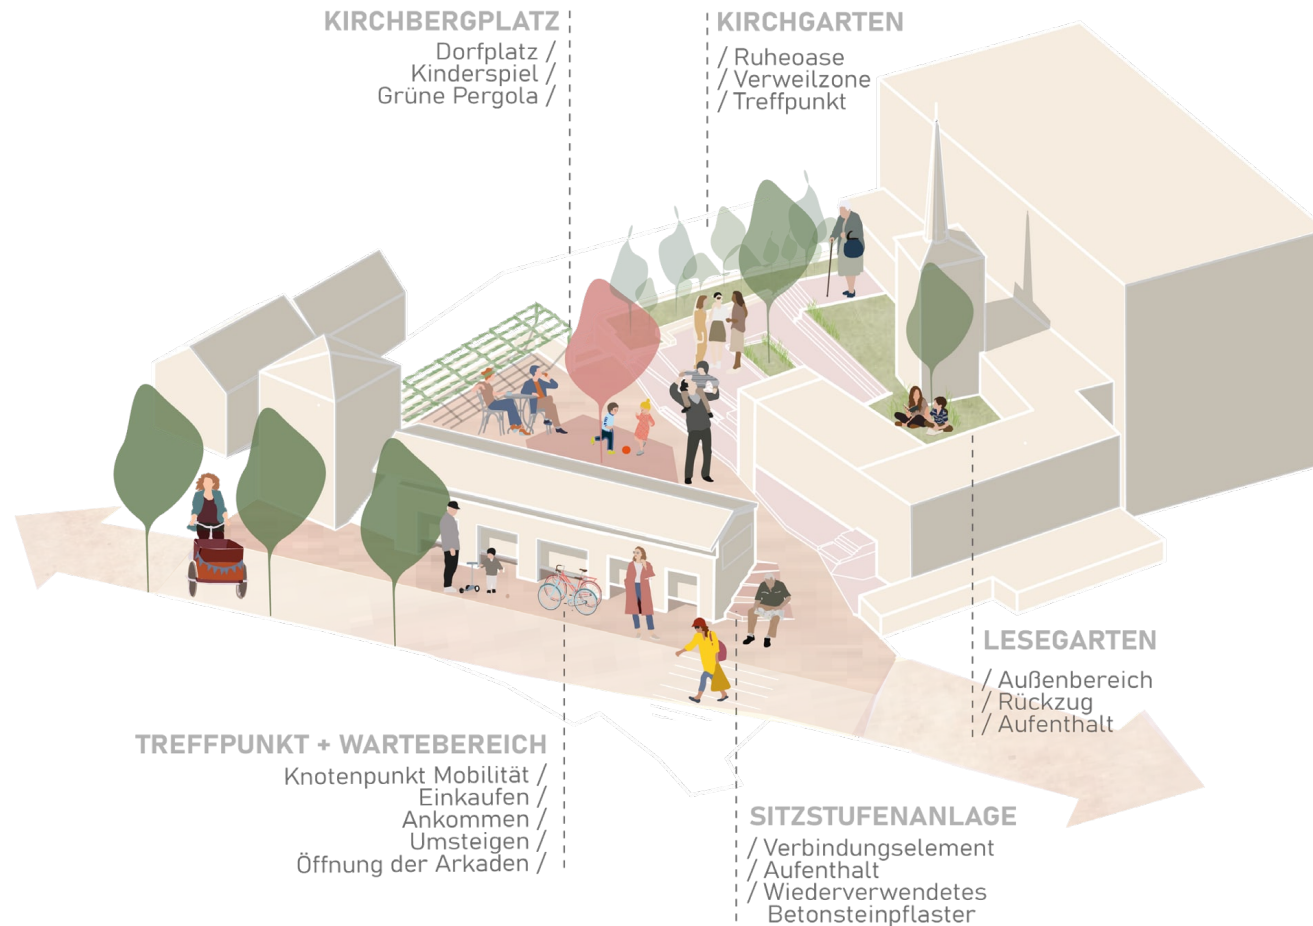 KIRCHBERGPLATZ
Dorfplatz /
Kinderspiel /
Grüne Pergola /
KIRCHGARTEN
/ Ruheoase
/ Verweilzone
/ Treffpunkt
LESEGARTEN
/ Außenbereich
/ Rückzug
/ Aufenthalt
TREFFPUNKT + WARTEBEREICH
Knotenpunkt Mobilität /
Einkaufen /
Ankommen /
Umsteigen /
Öffnung der Arkaden /
SITZSTUFENANLAGE
/ Verbindungselement
/ Aufenthalt
/ Wiederverwendetes
Betonsteinpflaster